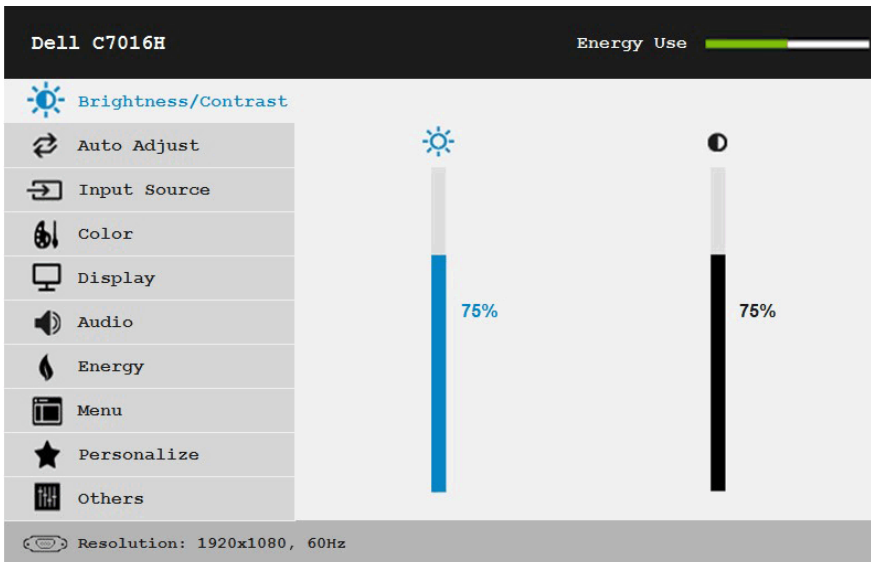 Dell C7016H
Energy Use
Brightness/Contrast
Auto Adjust
Input Source
Color
Display
Audio
Energy
Menu
Personalize
Others
75%
75%
Resolution: 1920x1080, 60Hz